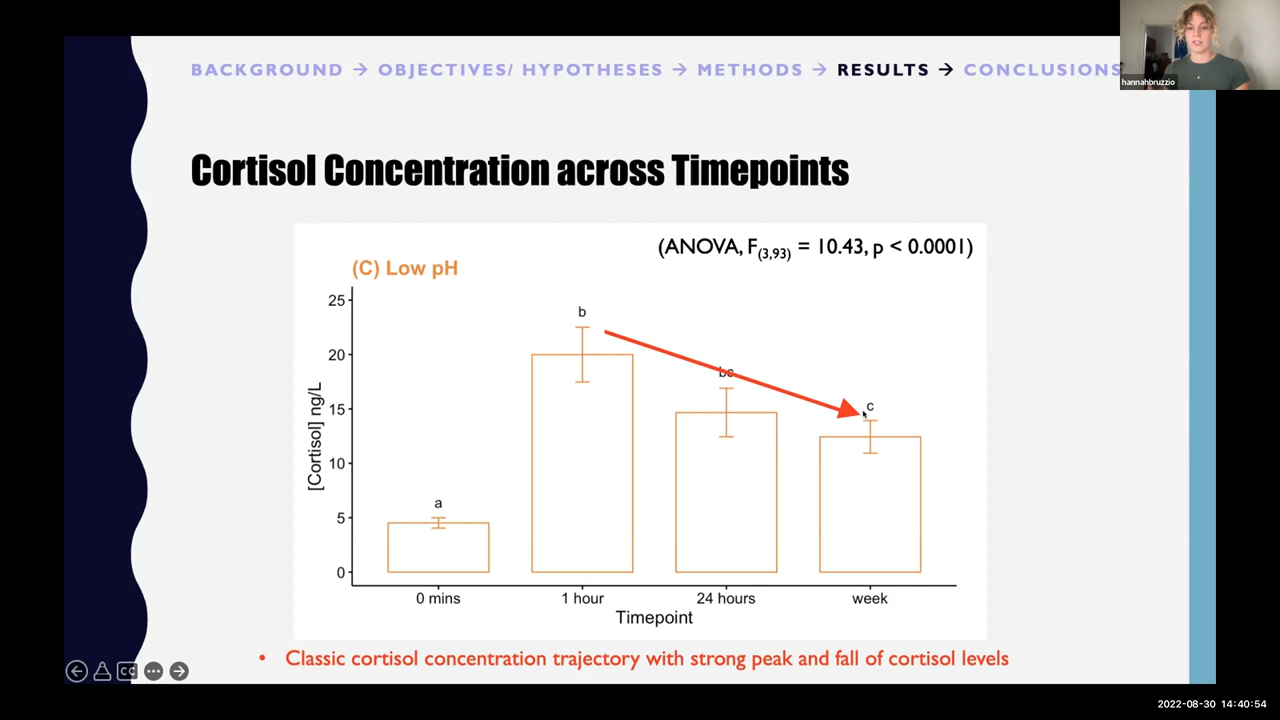 BACKGROUND → OBJECTIVES/ HYPOTHESES → METHODS → RESULTS → CONCLUSIONS
hannahbruzzio
Cortisol Concentration across Timepoints
(ANOVA, F(3,93) = 10.43, p < 0.0001)
(C) Low pH
25
20
15
10
5
0
[Cortisol] ng/L
a
b
bc
c
0 mins
1 hour
24 hours
week
Timepoint
• Classic cortisol concentration trajectory with strong peak and fall of cortisol levels
CC
2022-08-30 14:40:54